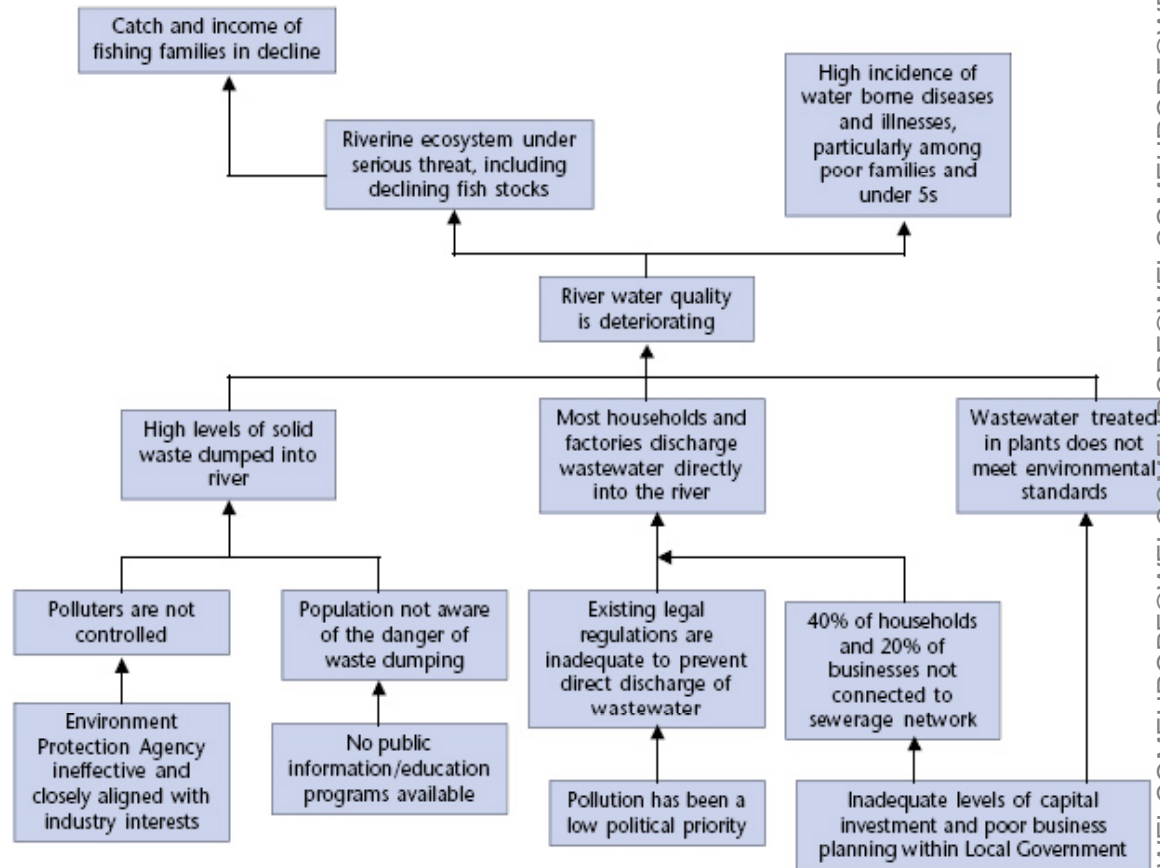 Catch and income of
fishing families in decline
High incidence of
water borne diseases
and illnesses,
particularly among
poor families and
under 5s
Riverine ecosystem under
serious threat, including
declining fish stocks
River water quality
is deteriorating
High levels of solid
waste dumped into
river
Most households and
factories discharge
wastewater directly
into the river
Wastewater treated
in plants does not
meet environmental
standards
Polluters are not
controlled
Population not aware
of the danger of
waste dumping
Existing legal
regulations are
inadequate to prevent
direct discharge of
wastewater
40% of households
and 20% of
businesses not
connected to
sewerage network
Environment
Protection Agency
ineffective and
closely aligned with
industry interests
No public
information/education
programs available
Pollution has been a
low political priority
Inadequate levels of capital
investment and poor business
planning within Local Government